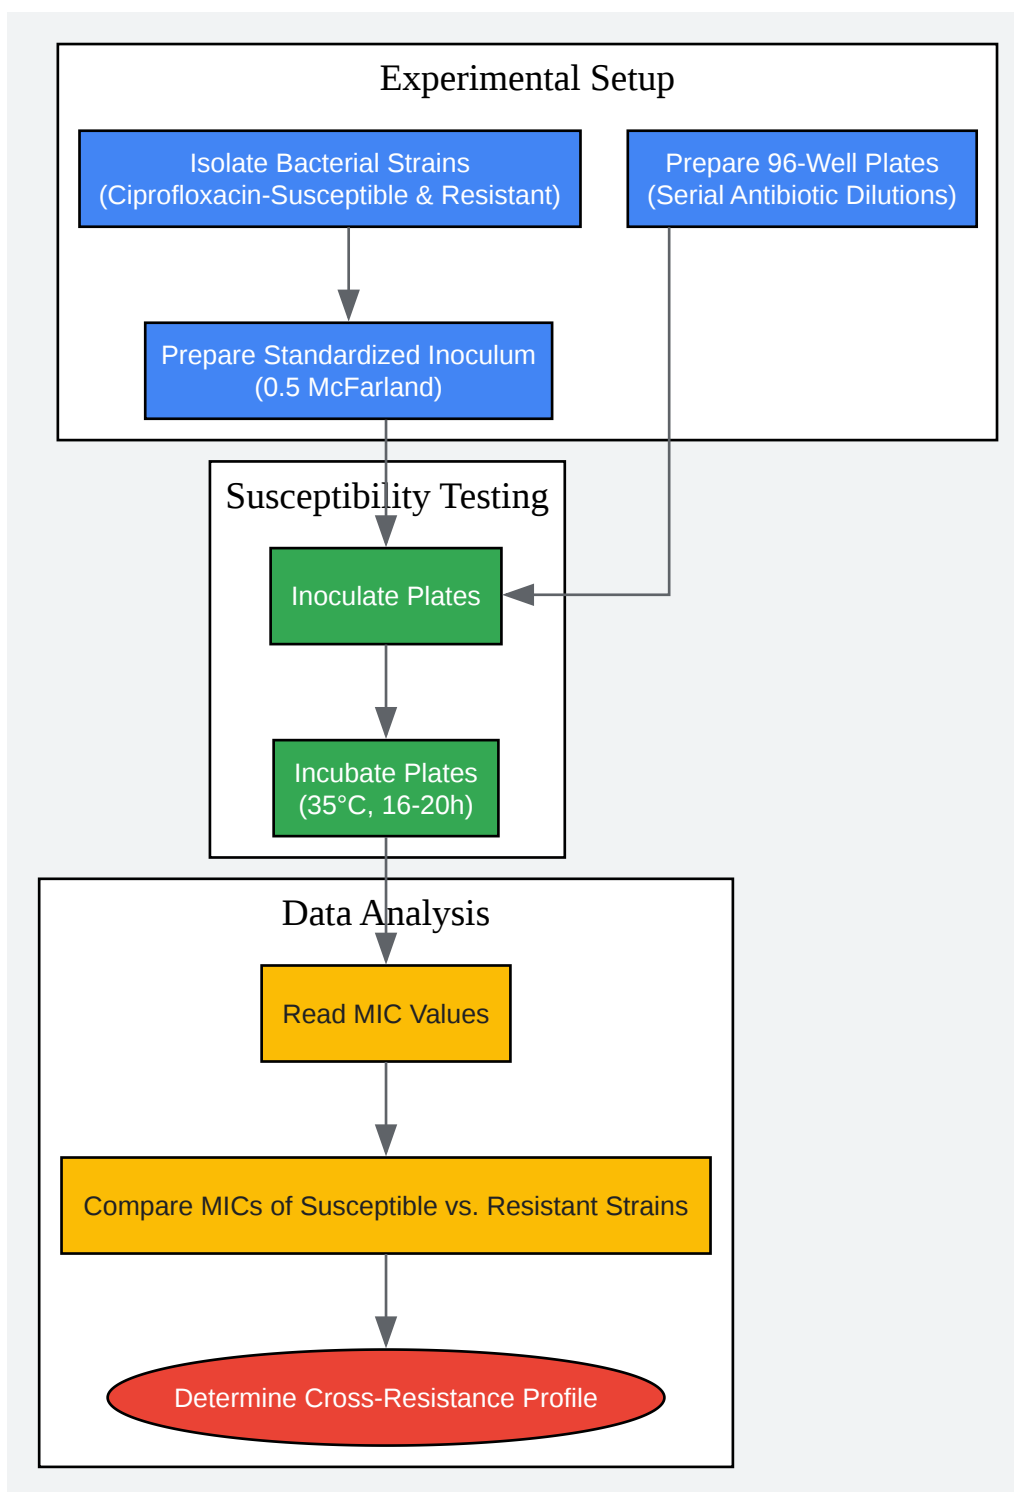 Experimental Setup
Isolate Bacterial Strains
(Ciprofloxacin-Susceptible & Resistant)
Prepare 96-Well Plates
(Serial Antibiotic Dilutions)
Prepare Standardized Inoculum
(0.5 McFarland)
Susceptibility Testing
Inoculate Plates
Incubate Plates
(35°C, 16-20h)
Data Analysis
Read MIC Values
Compare MICs of Susceptible vs. Resistant Strains
Determine Cross-Resistance Profile